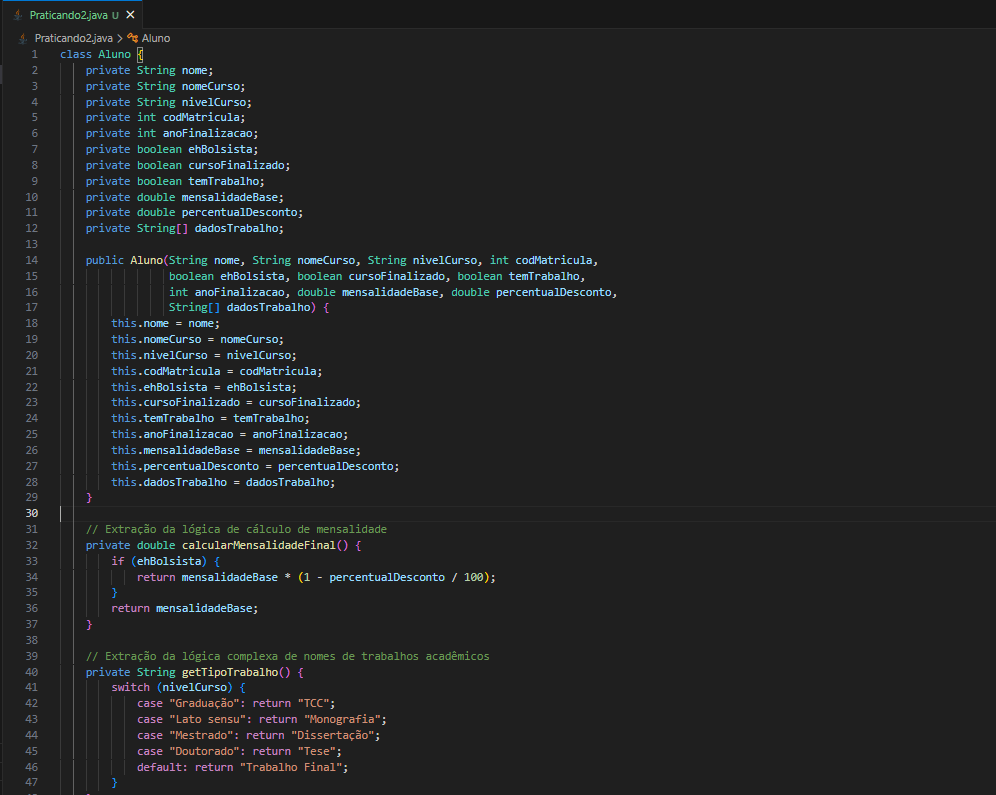 Praticando2.java U
Praticando2.java > Aluno
1 class Aluno {
2 private String nome;
3 private String nomeCurso;
4 private String nivelCurso;
5 private int codMatricula;
6 private int anoFinalizacao;
7 private boolean ehBolsista;
8 private boolean cursoFinalizado;
9 private boolean temTrabalho;
10 private double mensalidadeBase;
11 private double percentualDesconto;
12 private String[] dadosTrabalho;
13
14 public Aluno(String nome, String nomeCurso, String nivelCurso, int codMatricula,
15 boolean ehBolsista, boolean cursoFinalizado, boolean temTrabalho,
16 int anoFinalizacao, double mensalidadeBase, double percentualDesconto,
17 String[] dadosTrabalho) {
18 this.nome = nome;
19 this.nomeCurso = nomeCurso;
20 this.nivelCurso = nivelCurso;
21 this.codMatricula = codMatricula;
22 this.ehBolsista = ehBolsista;
23 this.cursoFinalizado = cursoFinalizado;
24 this.temTrabalho = temTrabalho;
25 this.anoFinalizacao = anoFinalizacao;
26 this.mensalidadeBase = mensalidadeBase;
27 this.percentualDesconto = percentualDesconto;
28 this.dadosTrabalho = dadosTrabalho;
29 }
30
31 // Extração da lógica de cálculo de mensalidade
32 private double calcularMensalidadeFinal() {
33 if (ehBolsista) {
34 return mensalidadeBase * (1 - percentualDesconto / 100);
35 }
36 return mensalidadeBase;
37 }
38
39 // Extração da lógica complexa de nomes de trabalhos acadêmicos
40 private String getTipoTrabalho() {
41 switch (nivelCurso) {
42 case "Graduação": return "TCC";
43 case "Lato sensu": return "Monografia";
44 case "Mestrado": return "Dissertação";
45 case "Doutorado": return "Tese";
46 default: return "Trabalho Final";
47 }